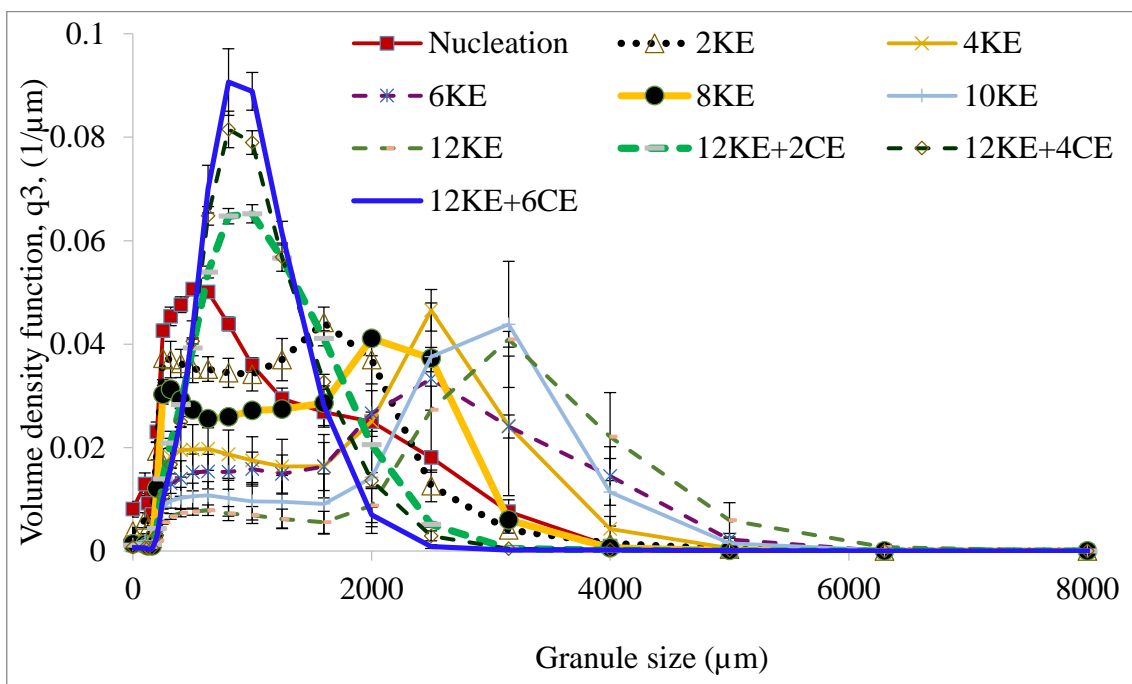 Volume density function, q3, (1/µm)
0.1
0.08
0.06
0.04
0.02
0
Nucleation 2KE 4KE
6KE 8KE 10KE
12KE 12KE+2CE 12KE+4CE
12KE+6CE
0 2000 4000 6000 8000
Granule size (µm)